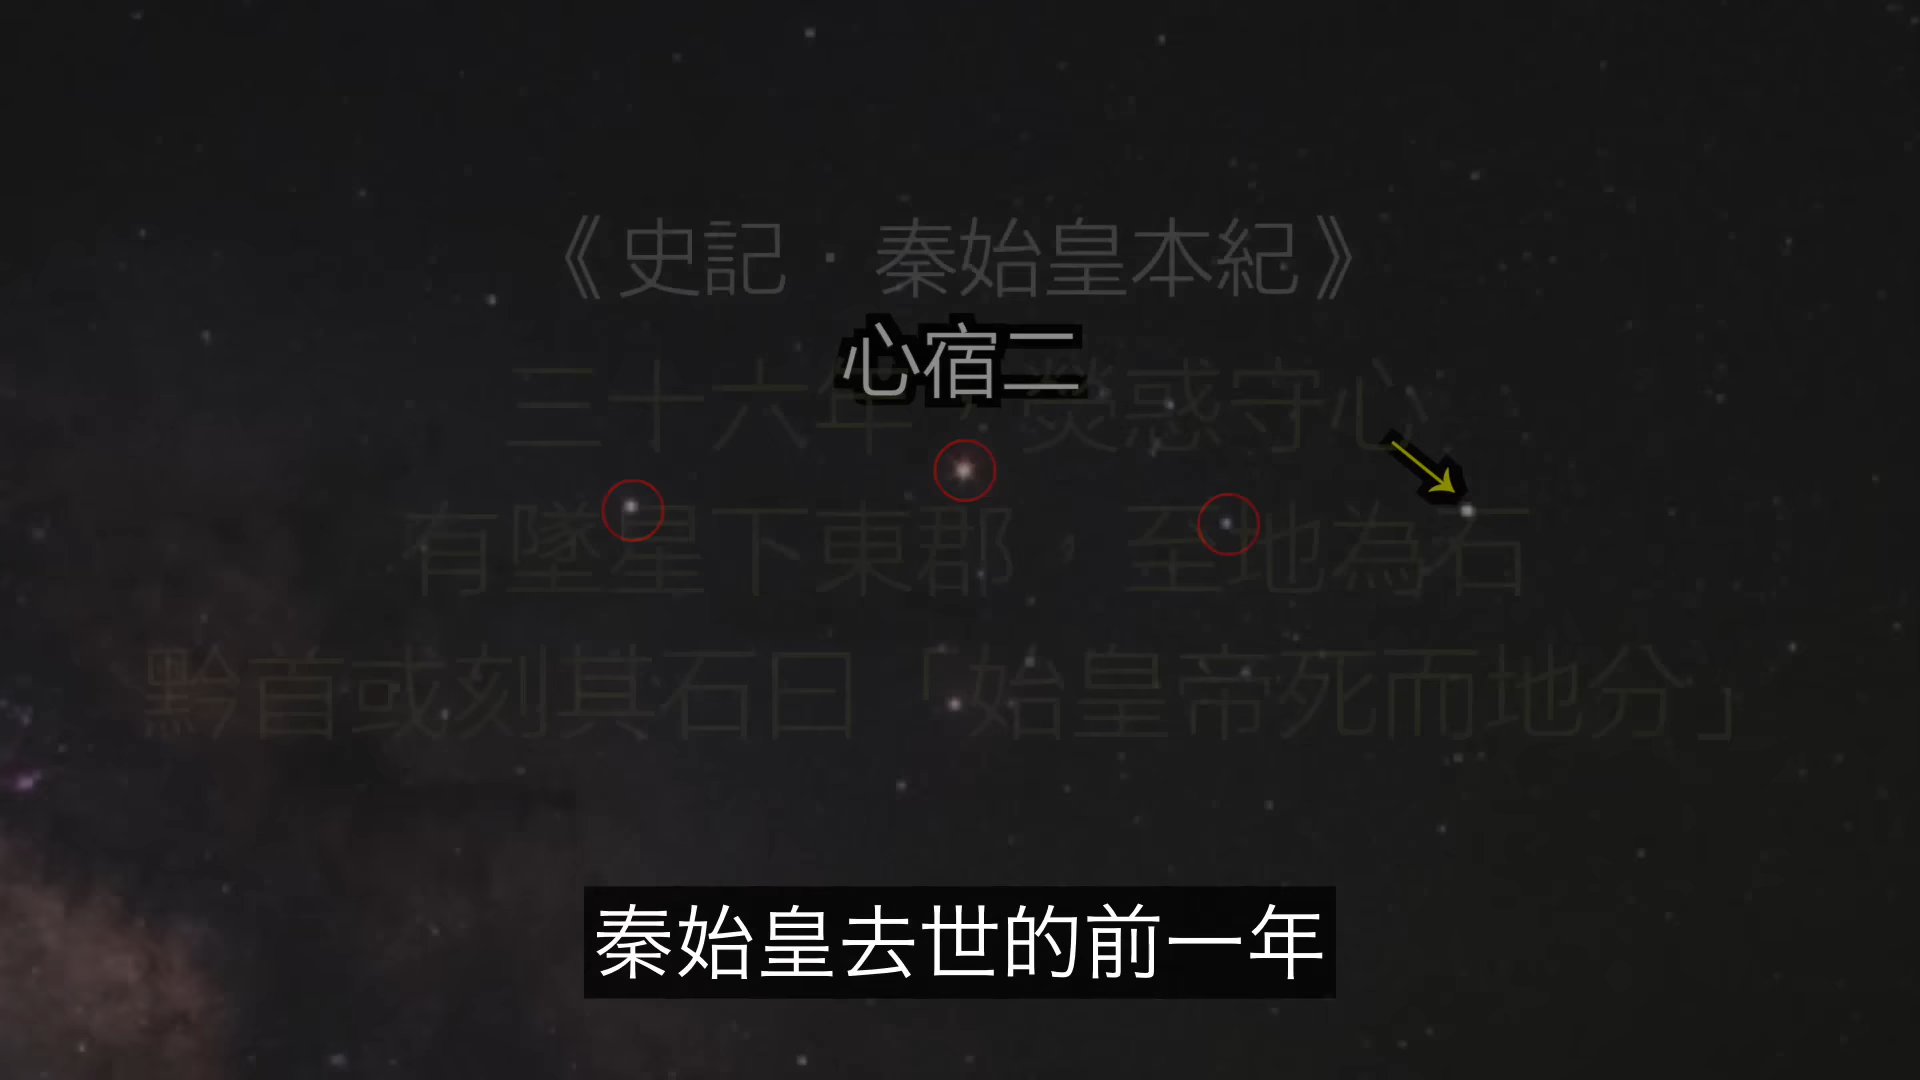 《史記·秦始皇本紀》
心宿二
三十六年，熒惑守心
有墜星下東郡，至地為石
黔首或刻其石曰「始皇帝死而地分」
秦始皇去世的前一年